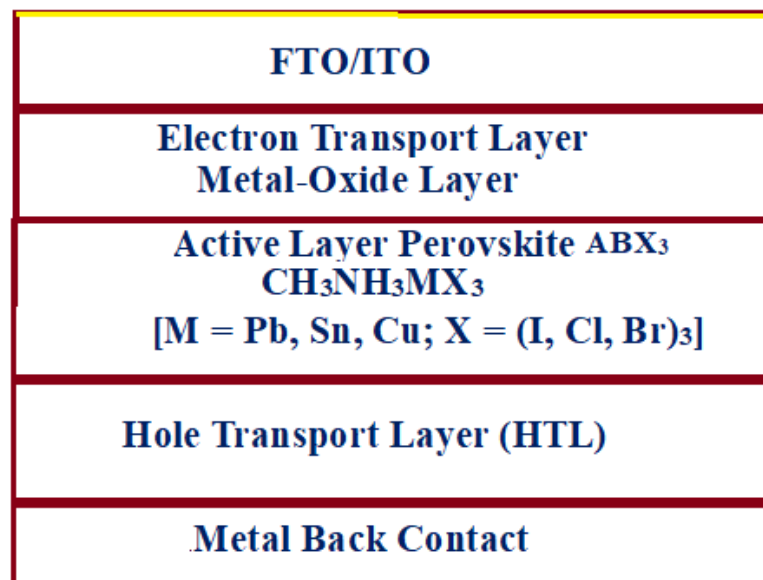 FTO/ITO
Electron Transport Layer
Metal-Oxide Layer
Active Layer Perovskite ABX₃
CH₃NH₃MX₃
[M = Pb, Sn, Cu; X = (I, Cl, Br)₃]
Hole Transport Layer (HTL)
Metal Back Contact